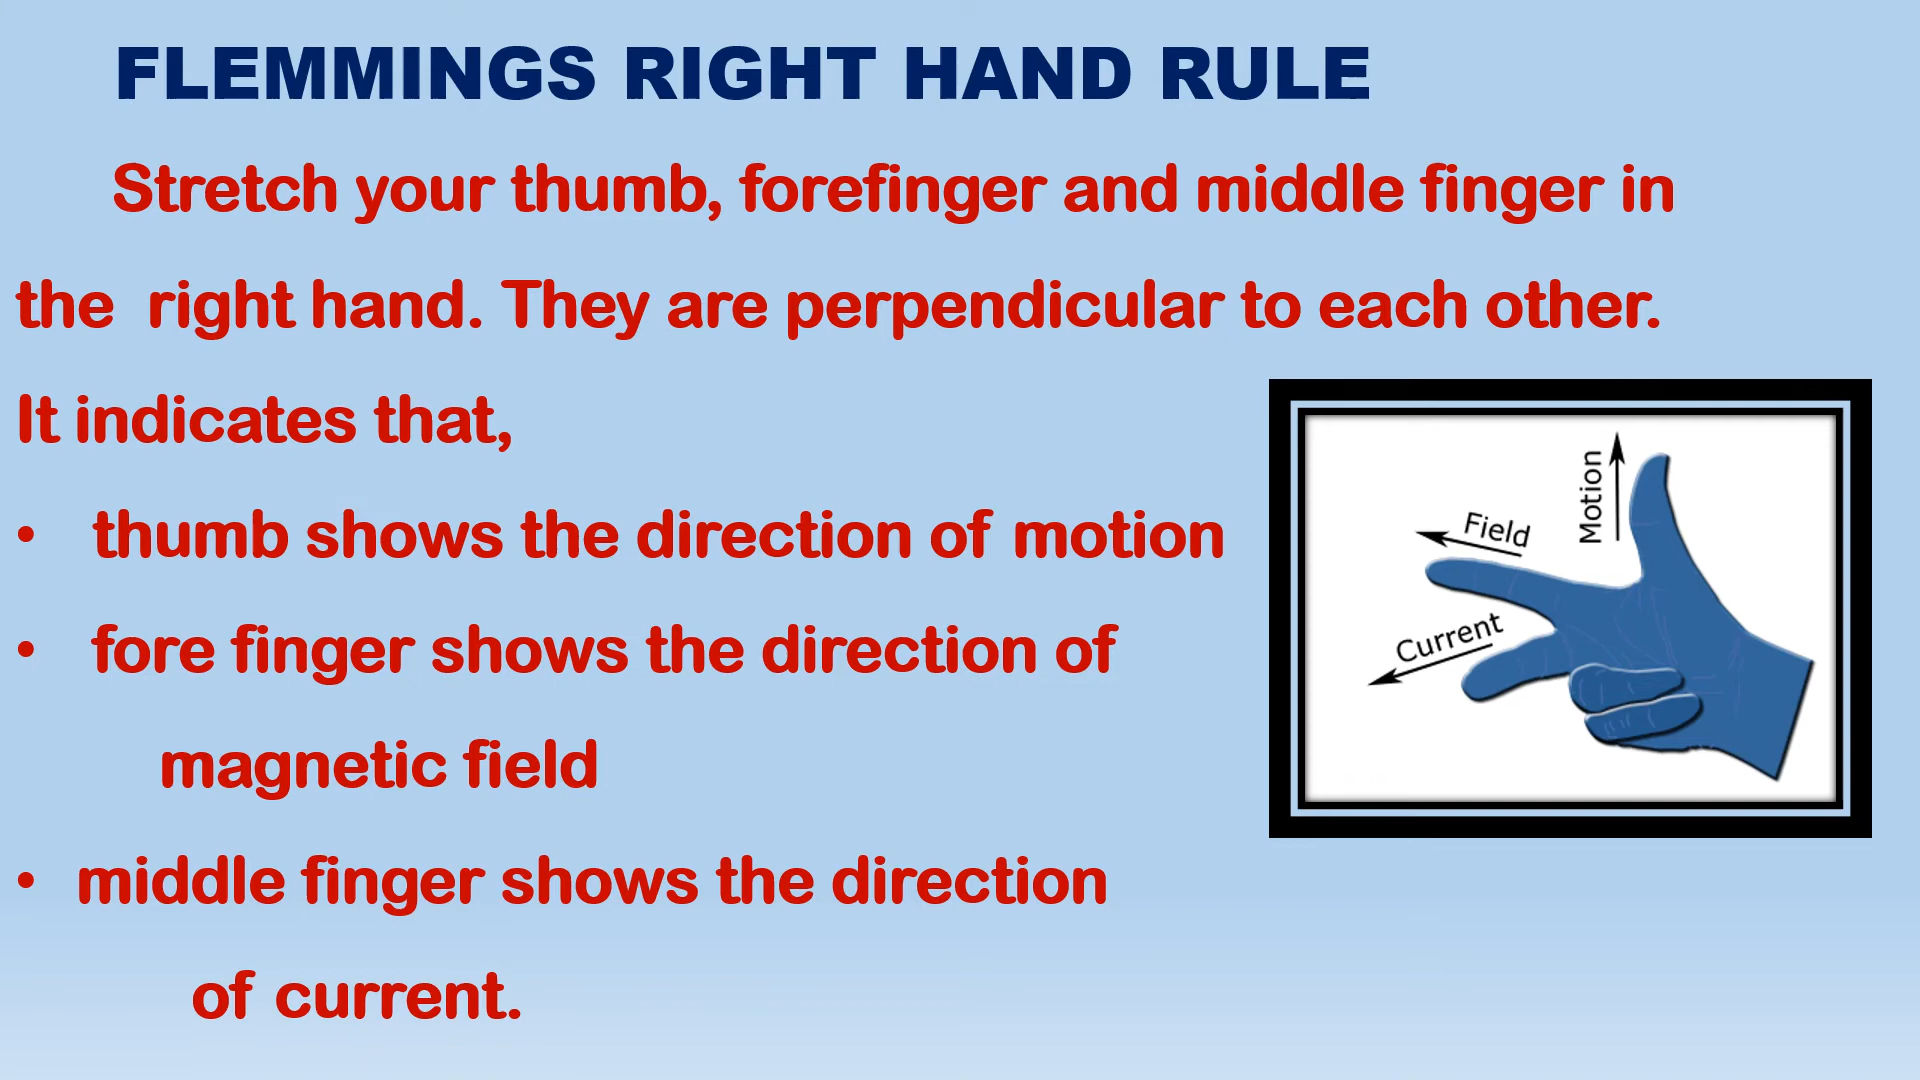 FLEMMINGS RIGHT HAND RULE
Stretch your thumb, forefinger and middle finger in
the right hand. They are perpendicular to each other.
It indicates that,
• thumb shows the direction of motion
• fore finger shows the direction of
magnetic field
• middle finger shows the direction
of current.
Motion
Field
Current